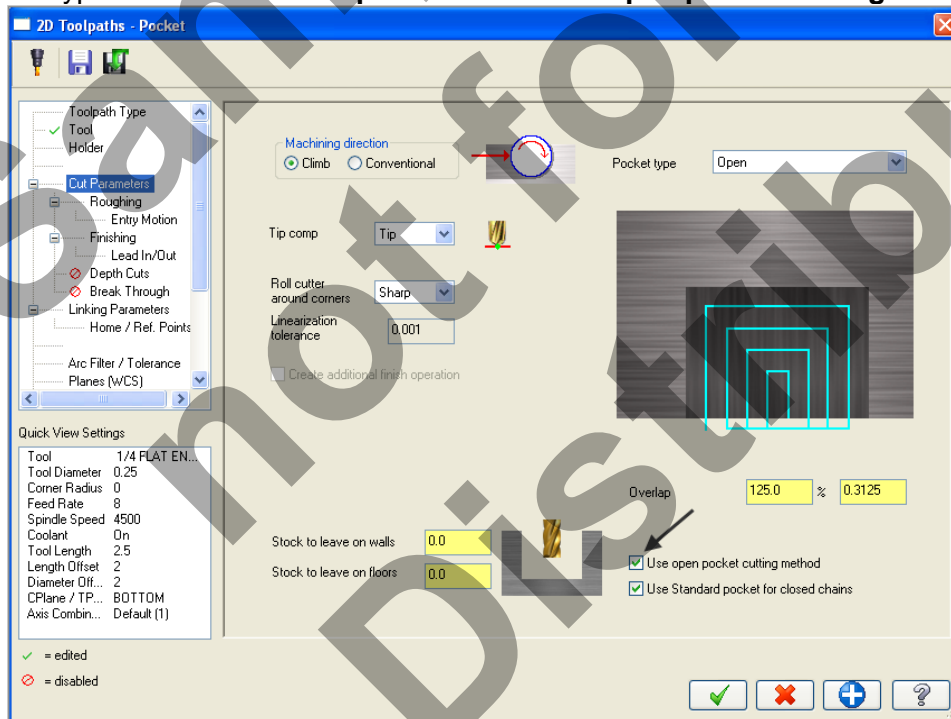 2D Toolpaths - Pocket
Toolpath Type
Tool
Holder
Cut Parameters
Roughing
Entry Motion
Finishing
Lead In/Out
Depth Cuts
Break Through
Linking Parameters
Home / Ref. Points
Arc Filter / Tolerance
Planes (WCS)
Quick View Settings
Tool 1/4 FLAT EN...
Tool Diameter 0.25
Corner Radius 0
Feed Rate 8
Spindle Speed 4500
Coolant On
Tool Length 2.5
Length Offset 2
Diameter Off... 2
CPlane / TP... BOTTOM
Axis Combin... Default (1)
= edited
= disabled
Machining direction
Climb Conventional
Pocket type Open
Tip comp Tip
Roll cutter
around corners Sharp
Linearization
tolerance 0.001
Create additional finish operation
Overlap 125.0 % 0.3125
Stock to leave on walls 0.0
Stock to leave on floors 0.0
Use open pocket cutting method
Use Standard pocket for closed chains
not for